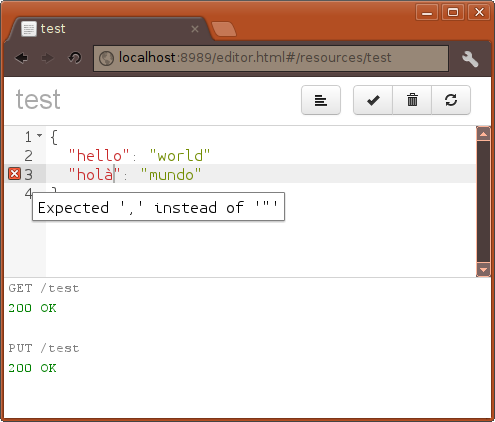 test
localhost:8989/editor.html#/resources/test
test
1 {
2 "hello": "world"
3 "holà": "mundo"
4 }
Expected ',' instead of '"'
GET /test
200 OK
PUT /test
200 OK